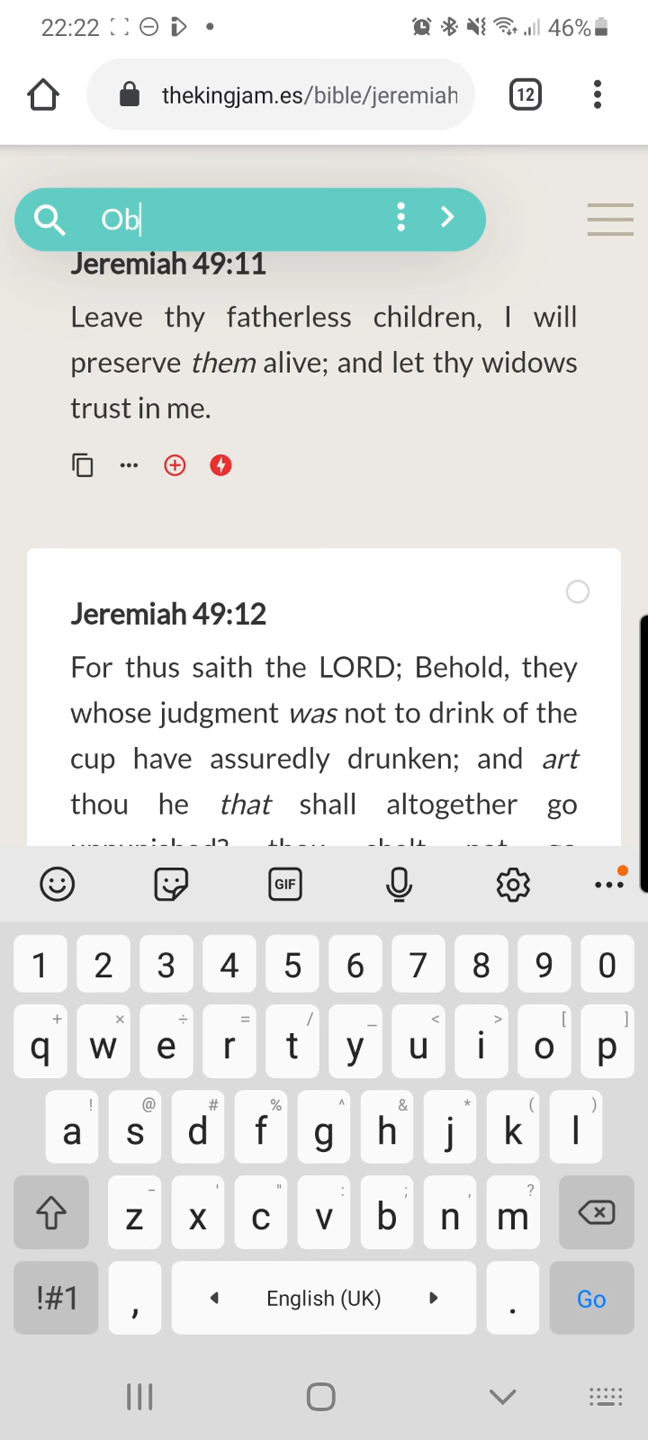 22:22 46%
thekingjam.es/bible/jeremiah 12
Ob
Jeremiah 49:11
Leave thy fatherless children, I will
preserve them alive; and let thy widows
trust in me.
Jeremiah 49:12
For thus saith the LORD; Behold, they
whose judgment was not to drink of the
cup have assuredly drunken; and art
thou he that shall altogether go
GIF
1 2 3 4 5 6 7 8 9 0
+ × ÷ = / _ < > [ ]
q w e r t y u i o p
! @ # % ^ & * ( )
a s d f g h j k l
- ' " : ; , ?
z x c v b n m
!#1 , English (UK) . Go